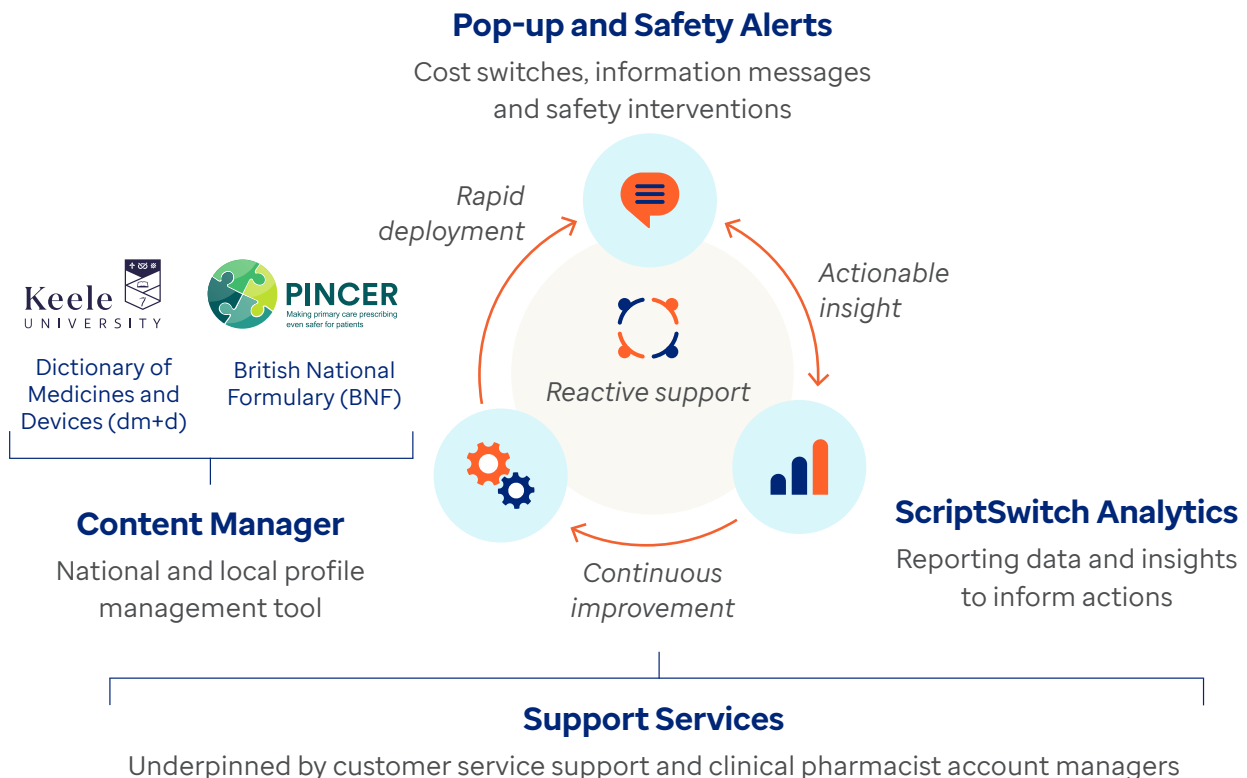 Pop-up and Safety Alerts
Cost switches, information messages
and safety interventions
Rapid
deployment
Actionable
insight
Reactive support
Keele
UNIVERSITY
7
PINCER
Making primary care prescribing
even safer for patients
Dictionary of
Medicines and
Devices (dm+d)
British National
Formulary (BNF)
Content Manager
National and local profile
management tool
Continuous
improvement
ScriptSwitch Analytics
Reporting data and insights
to inform actions
Support Services
Underpinned by customer service support and clinical pharmacist account managers